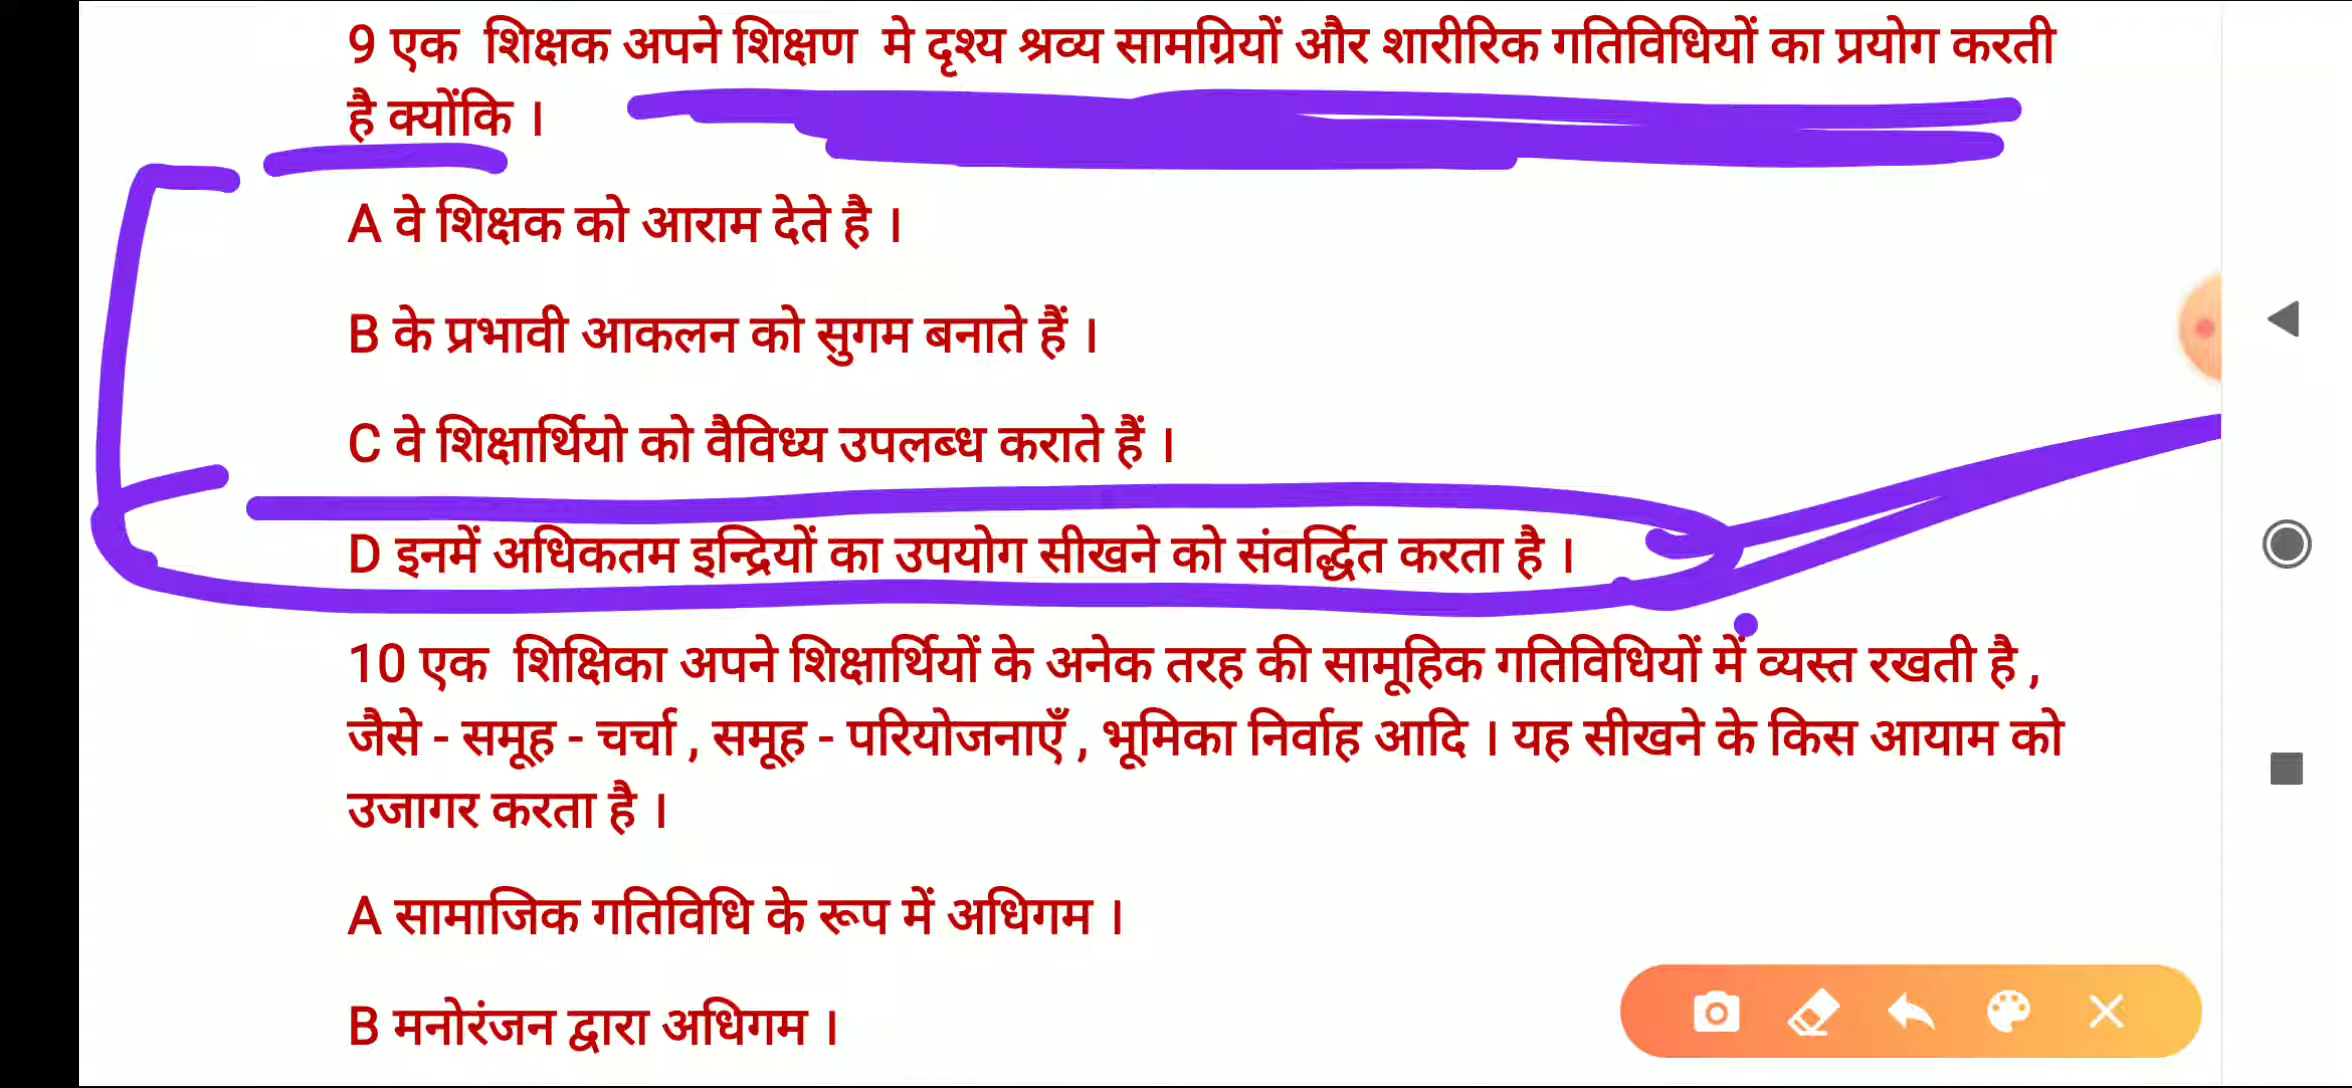 9 एक शिक्षक अपने शिक्षण मे दृश्य श्रव्य सामग्रियों और शारीरिक गतिविधियों का प्रयोग करती
है क्योंकि ।
A वे शिक्षक को आराम देते है ।
B के प्रभावी आकलन को सुगम बनाते हैं ।
C वे शिक्षार्थियो को वैविध्य उपलब्ध कराते हैं ।
D इनमें अधिकतम इन्द्रियों का उपयोग सीखने को संवर्द्धित करता है ।
10 एक शिक्षिका अपने शिक्षार्थियों के अनेक तरह की सामूहिक गतिविधियों में व्यस्त रखती है ,
जैसे - समूह - चर्चा , समूह - परियोजनाएँ , भूमिका निर्वाह आदि । यह सीखने के किस आयाम को
उजागर करता है ।
A सामाजिक गतिविधि के रूप में अधिगम ।
B मनोरंजन द्वारा अधिगम ।